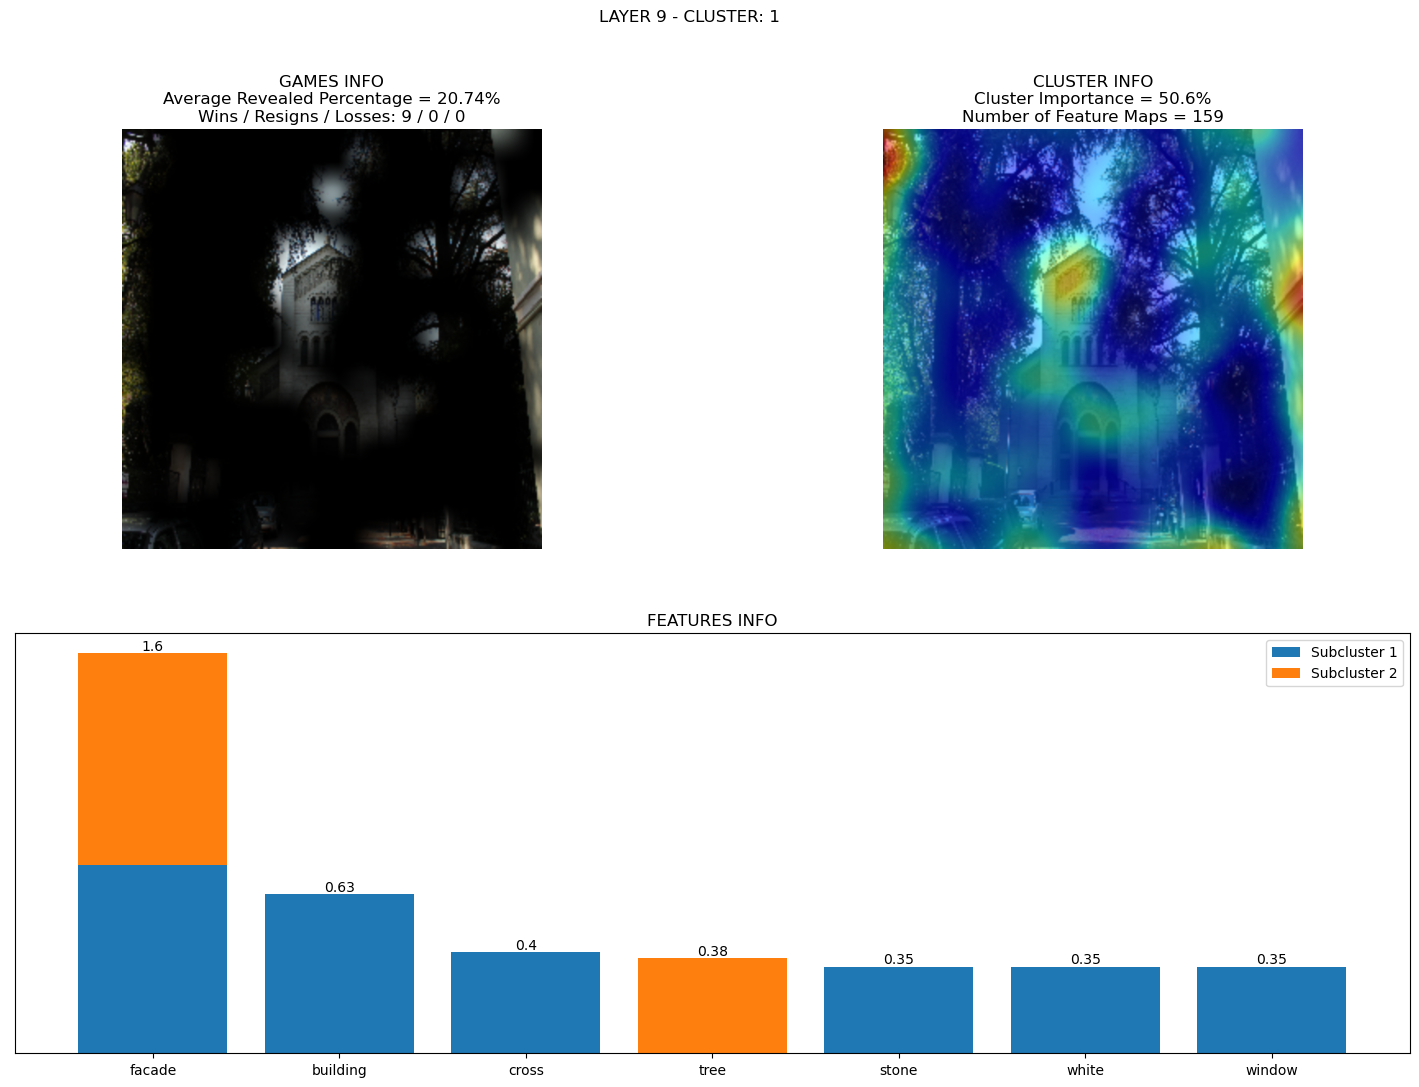 LAYER 9 - CLUSTER: 1
GAMES INFO
Average Revealed Percentage = 20.74%
Wins / Resigns / Losses: 9 / 0 / 0
CLUSTER INFO
Cluster Importance = 50.6%
Number of Feature Maps = 159
FEATURES INFO
Subcluster 1
Subcluster 2
1.6
0.63
0.4
0.38
0.35
0.35
0.35
facade
building
cross
tree
stone
white
window